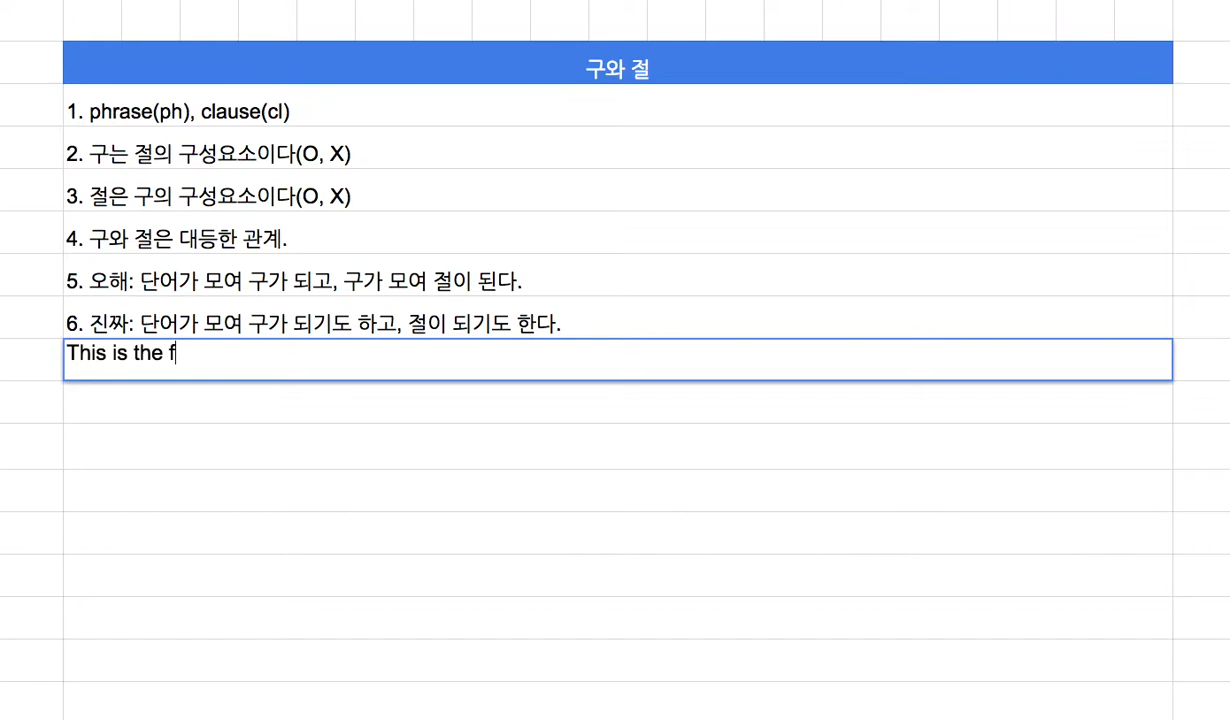 구와 절
1. phrase(ph), clause(cl)
2. 구는 절의 구성요소이다(O, X)
3. 절은 구의 구성요소이다(O, X)
4. 구와 절은 대등한 관계.
5. 오해: 단어가 모여 구가 되고, 구가 모여 절이 된다.
6. 진짜: 단어가 모여 구가 되기도 하고, 절이 되기도 한다.
This is the f